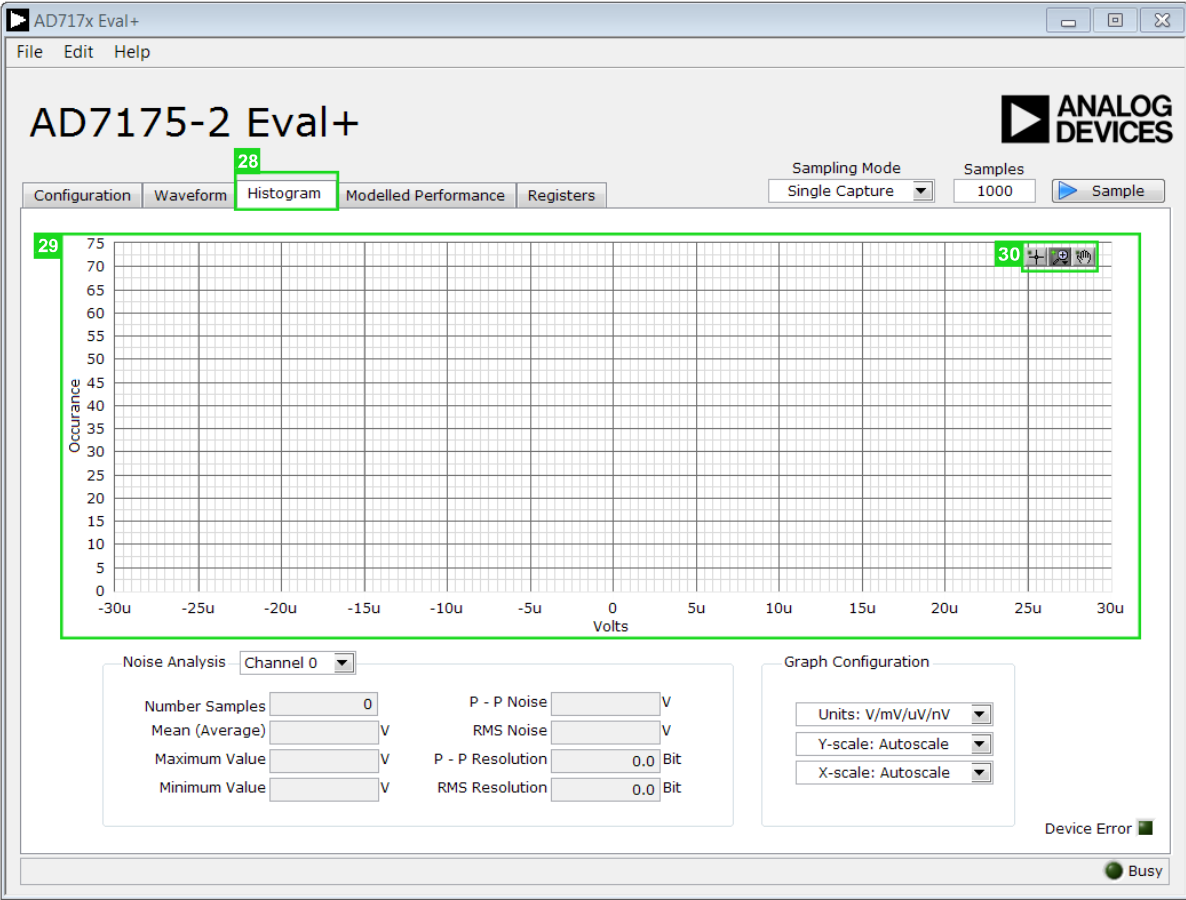 AD717x Eval+
File Edit Help
AD7175-2 Eval+
ANALOG
DEVICES
28
Sampling Mode
Samples
Configuration Waveform Histogram Modelled Performance Registers
Single Capture
1000
Sample
29
30
75
70
65
60
55
50
45
40
35
30
25
20
15
10
5
0
Occurance
-30u -25u -20u -15u -10u -5u 0 5u 10u 15u 20u 25u 30u
Volts
Noise Analysis Channel 0
Number Samples 0
Mean (Average) V
Maximum Value V
Minimum Value V
P - P Noise V
RMS Noise V
P - P Resolution 0.0 Bit
RMS Resolution 0.0 Bit
Graph Configuration
Units: V/mV/uV/nV
Y-scale: Autoscale
X-scale: Autoscale
Device Error
Busy